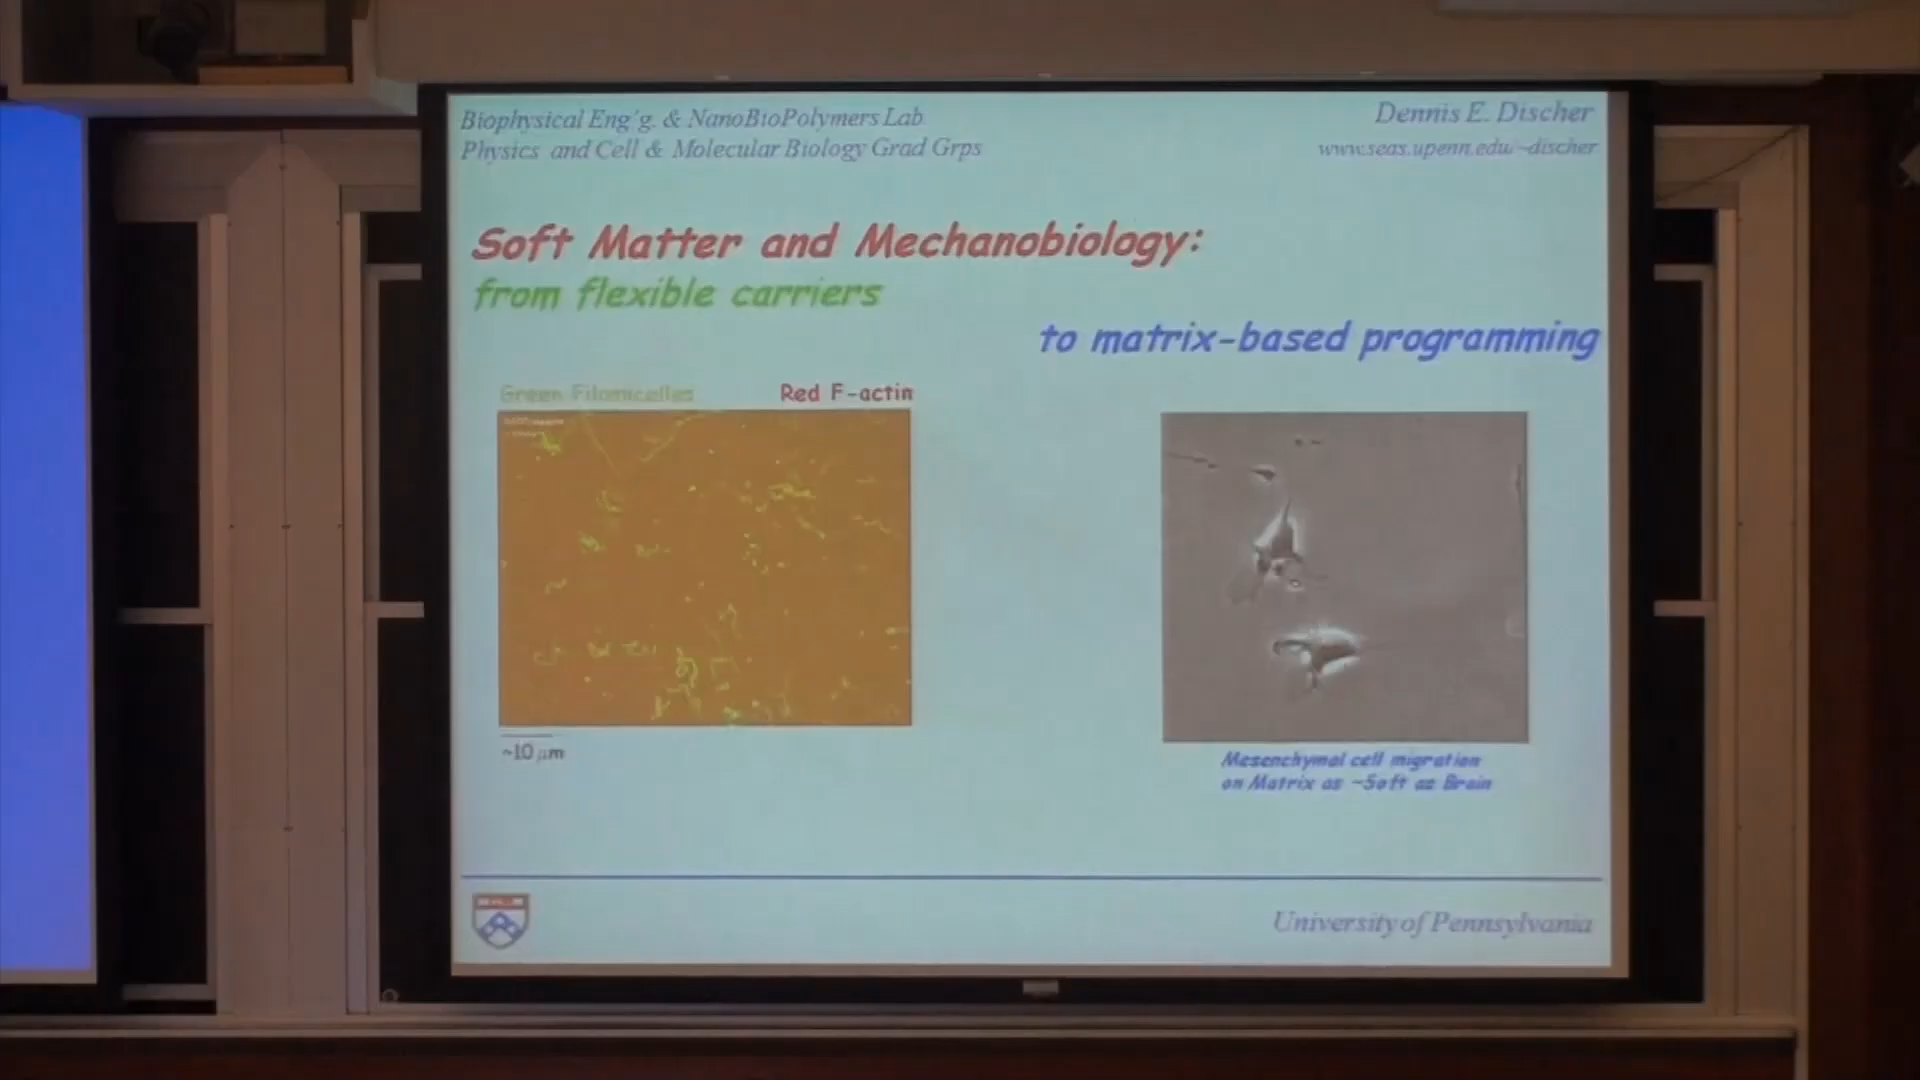 Biophysical Eng'g. & NanoBioPolymers Lab
Physics and Cell & Molecular Biology Grad Grps
Dennis E. Discher
www.seas.upenn.edu/~discher
Soft Matter and Mechanobiology:
from flexible carriers
to matrix-based programming
Green Filomicelles
Red F-actin
~10 µm
Mesenchymal cell migration
on Matrix as ~Soft as Brain
University of Pennsylvania